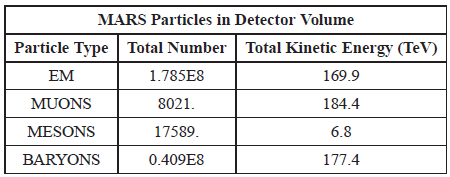 MARS Particles in Detector Volume
Particle Type Total Number Total Kinetic Energy (TeV)
EM 1.785E8 169.9
MUONS 8021. 184.4
MESONS 17589. 6.8
BARYONS 0.409E8 177.4